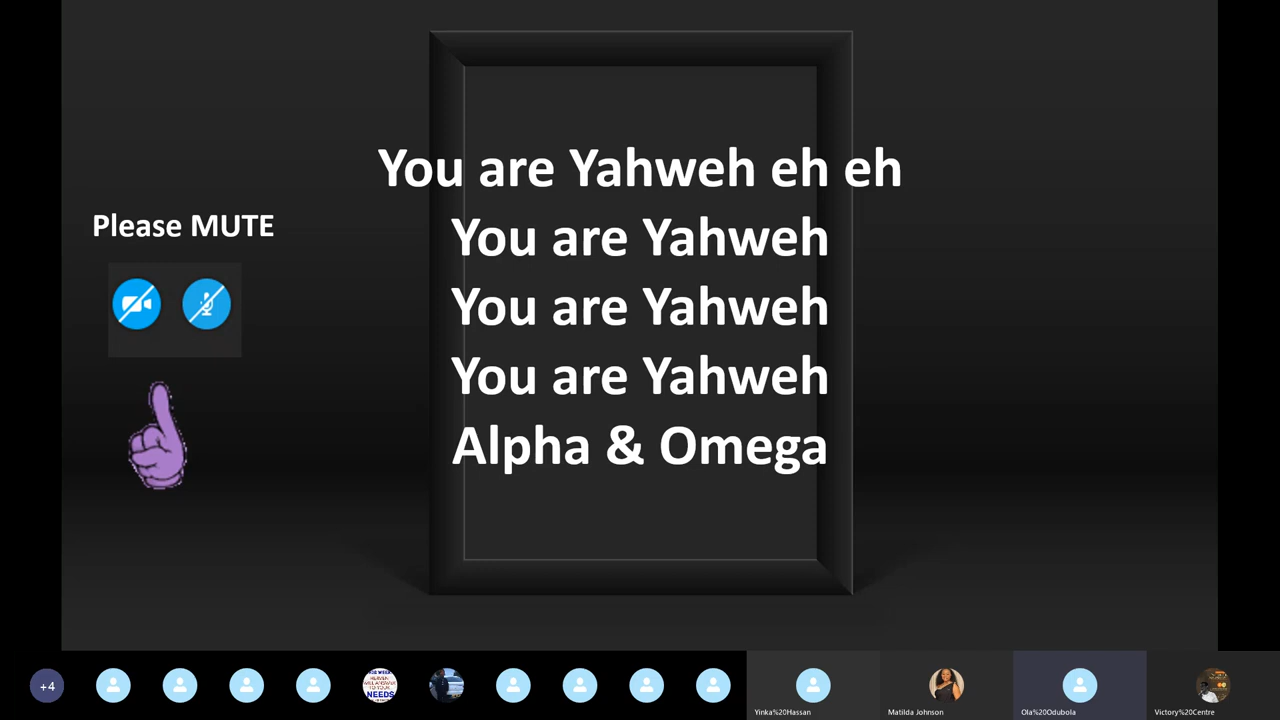 You are Yahweh eh eh
You are Yahweh
You are Yahweh
You are Yahweh
Alpha & Omega
Please MUTE
+4
NEEDS
Yinka%20Hassan
Matilda Johnson
Ola%20Odubola
Victory%20Centre